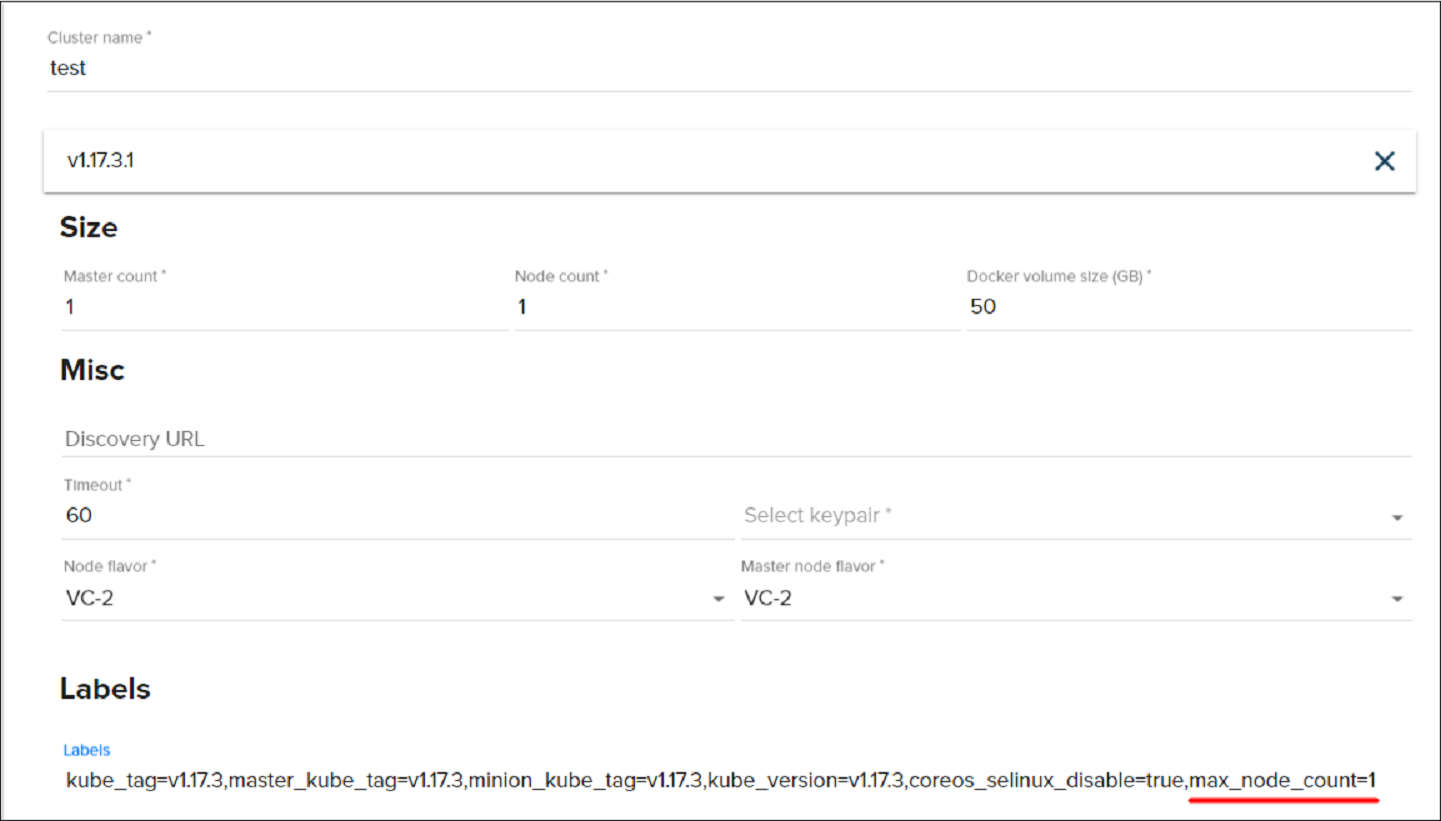 Cluster name *
test
v1.17.3.1
Size
Master count * Node count * Docker volume size (GB) *
1 1 50
Misc
Discovery URL
Timeout *
60 Select keypair *
Node flavor * Master node flavor *
VC-2 VC-2
Labels
Labels
kube_tag=v1.17.3,master_kube_tag=v1.17.3,minion_kube_tag=v1.17.3,kube_version=v1.17.3,coreos_selinux_disable=true,max_node_count=1